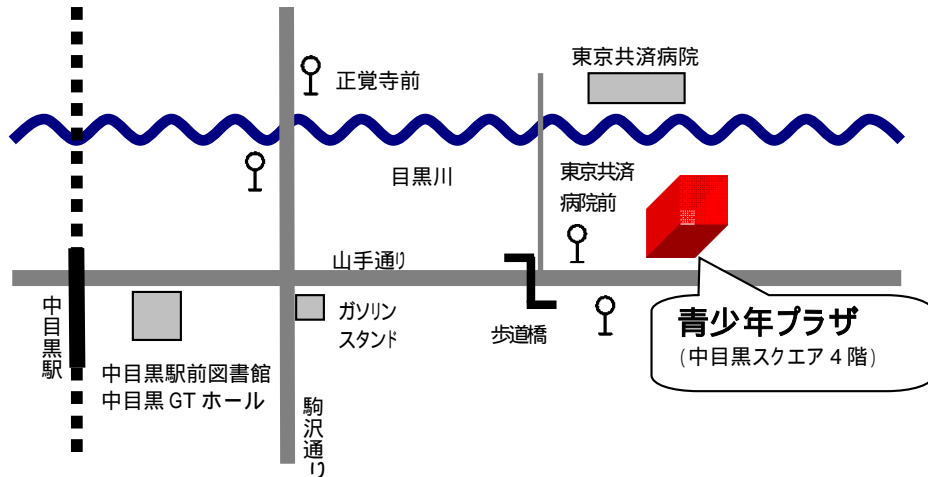 東京共済病院
正覚寺前
目黒川
東京共済
病院前
山手通り
中目黒駅
ガソリン
スタンド
歩道橋
青少年プラザ
(中目黒スクエア4階)
中目黒駅前図書館
中目黒GTホール
駒沢通り